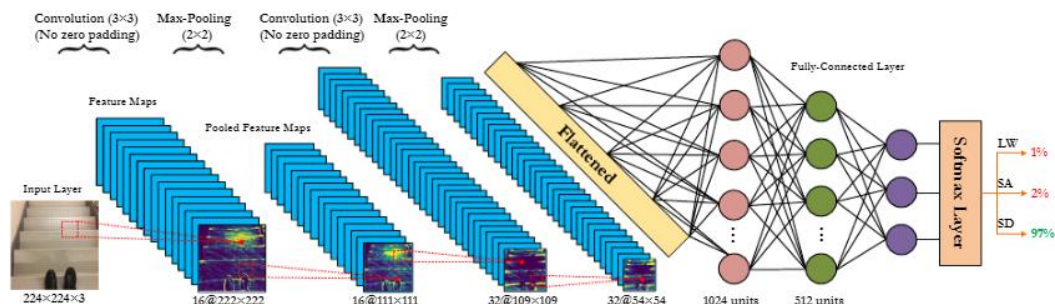 Convolution (3×3)
(No zero padding)
Max-Pooling
(2×2)
Convolution (3×3)
(No zero padding)
Max-Pooling
(2×2)
Feature Maps
Pooled Feature Maps
Fully-Connected Layer
Input Layer
Flattened
Softmax Layer
LW
1%
SA
2%
SD
97%
224×224×3
16@222×222
16@111×111
32@109×109
32@54×54
1024 units
512 units